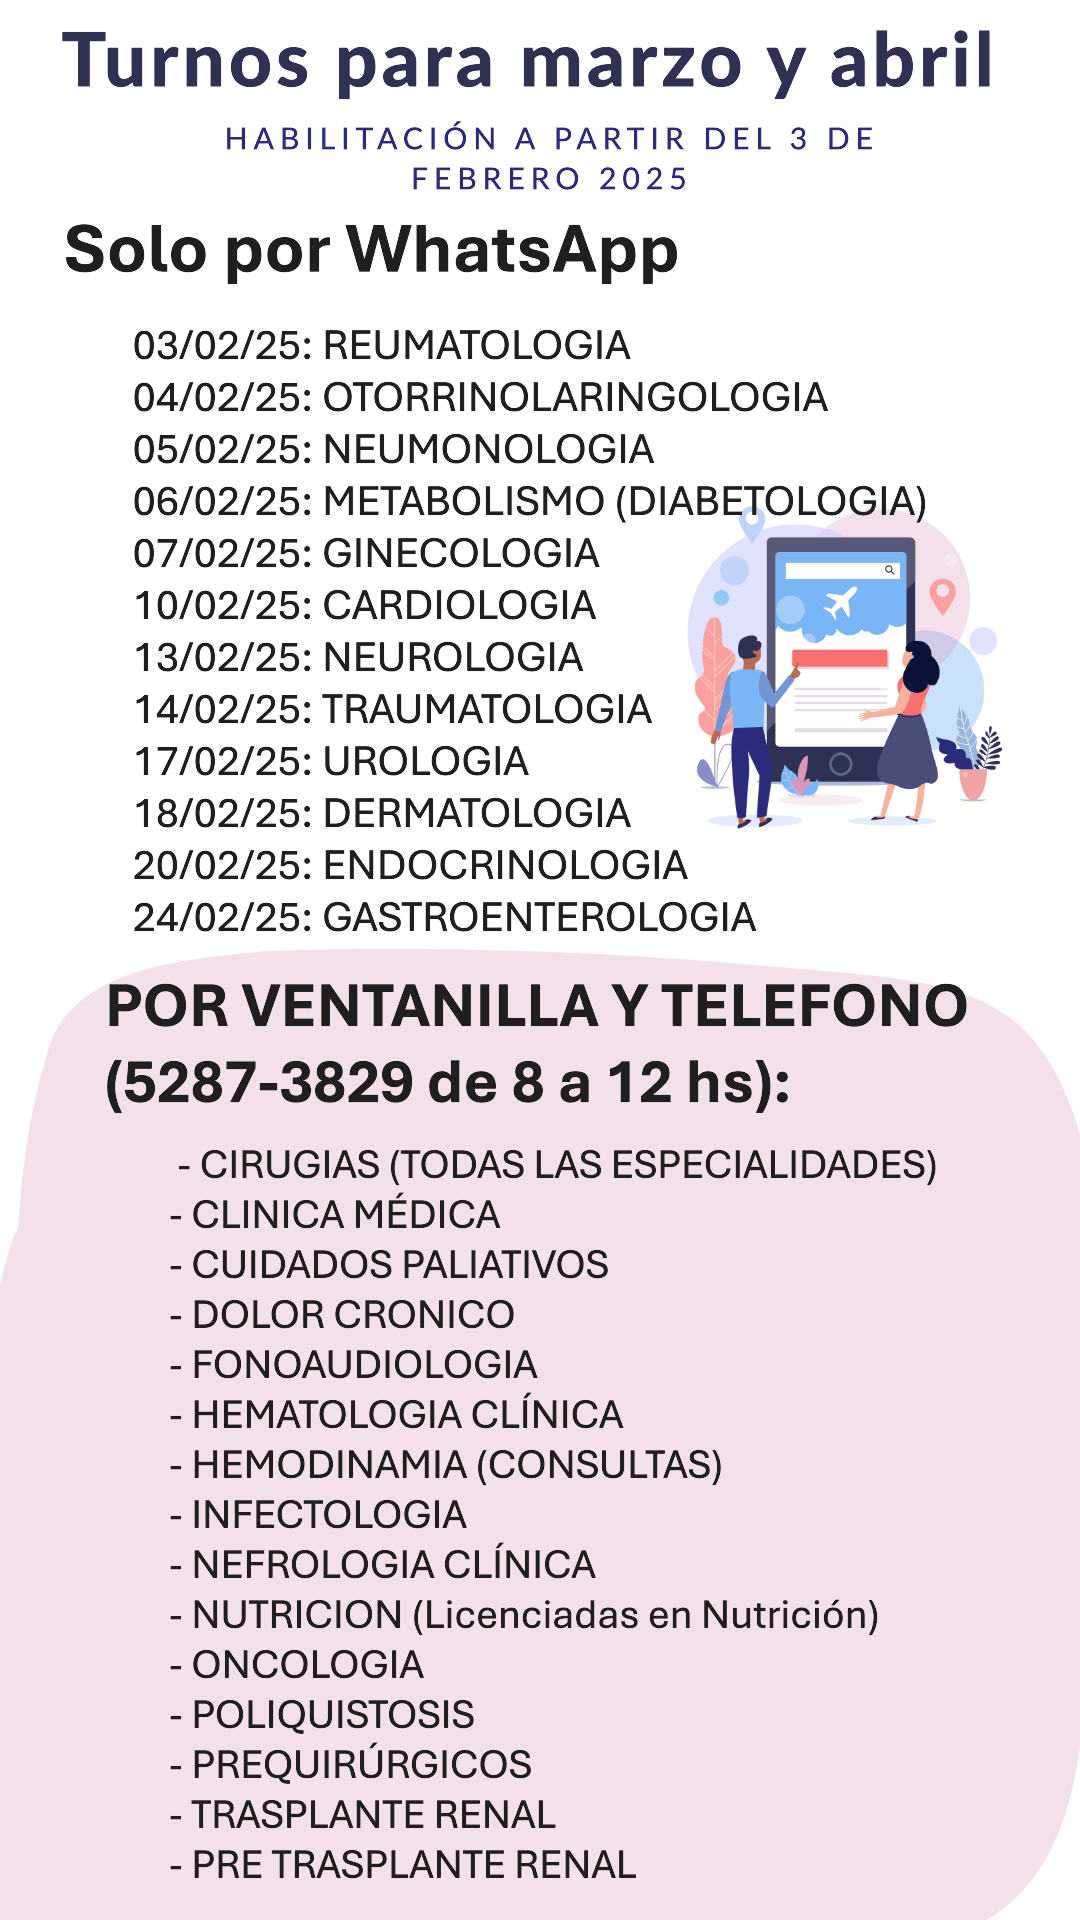 Turnos para marzo y abril
HABILITACIÓN A PARTIR DEL 3 DE
FEBRERO 2025
Solo por WhatsApp
03/02/25: REUMATOLOGIA
04/02/25: OTORRINOLARINGOLOGIA
05/02/25: NEUMONOLOGIA
06/02/25: METABOLISMO (DIABETOLOGIA)
07/02/25: GINECOLOGIA
10/02/25: CARDIOLOGIA
13/02/25: NEUROLOGIA
14/02/25: TRAUMATOLOGIA
17/02/25: UROLOGIA
18/02/25: DERMATOLOGIA
20/02/25: ENDOCRINOLOGIA
24/02/25: GASTROENTEROLOGIA
POR VENTANILLA Y TELEFONO
(5287-3829 de 8 a 12 hs):
- CIRUGIAS (TODAS LAS ESPECIALIDADES)
- CLINICA MÉDICA
- CUIDADOS PALIATIVOS
- DOLOR CRONICO
- FONOAUDIOLOGIA
- HEMATOLOGIA CLÍNICA
- HEMODINAMIA (CONSULTAS)
- INFECTOLOGIA
- NEFROLOGIA CLÍNICA
- NUTRICION (Licenciadas en Nutrición)
- ONCOLOGIA
- POLIQUISTOSIS
- PREQUIRÚRGICOS
- TRASPLANTE RENAL
- PRE TRASPLANTE RENAL